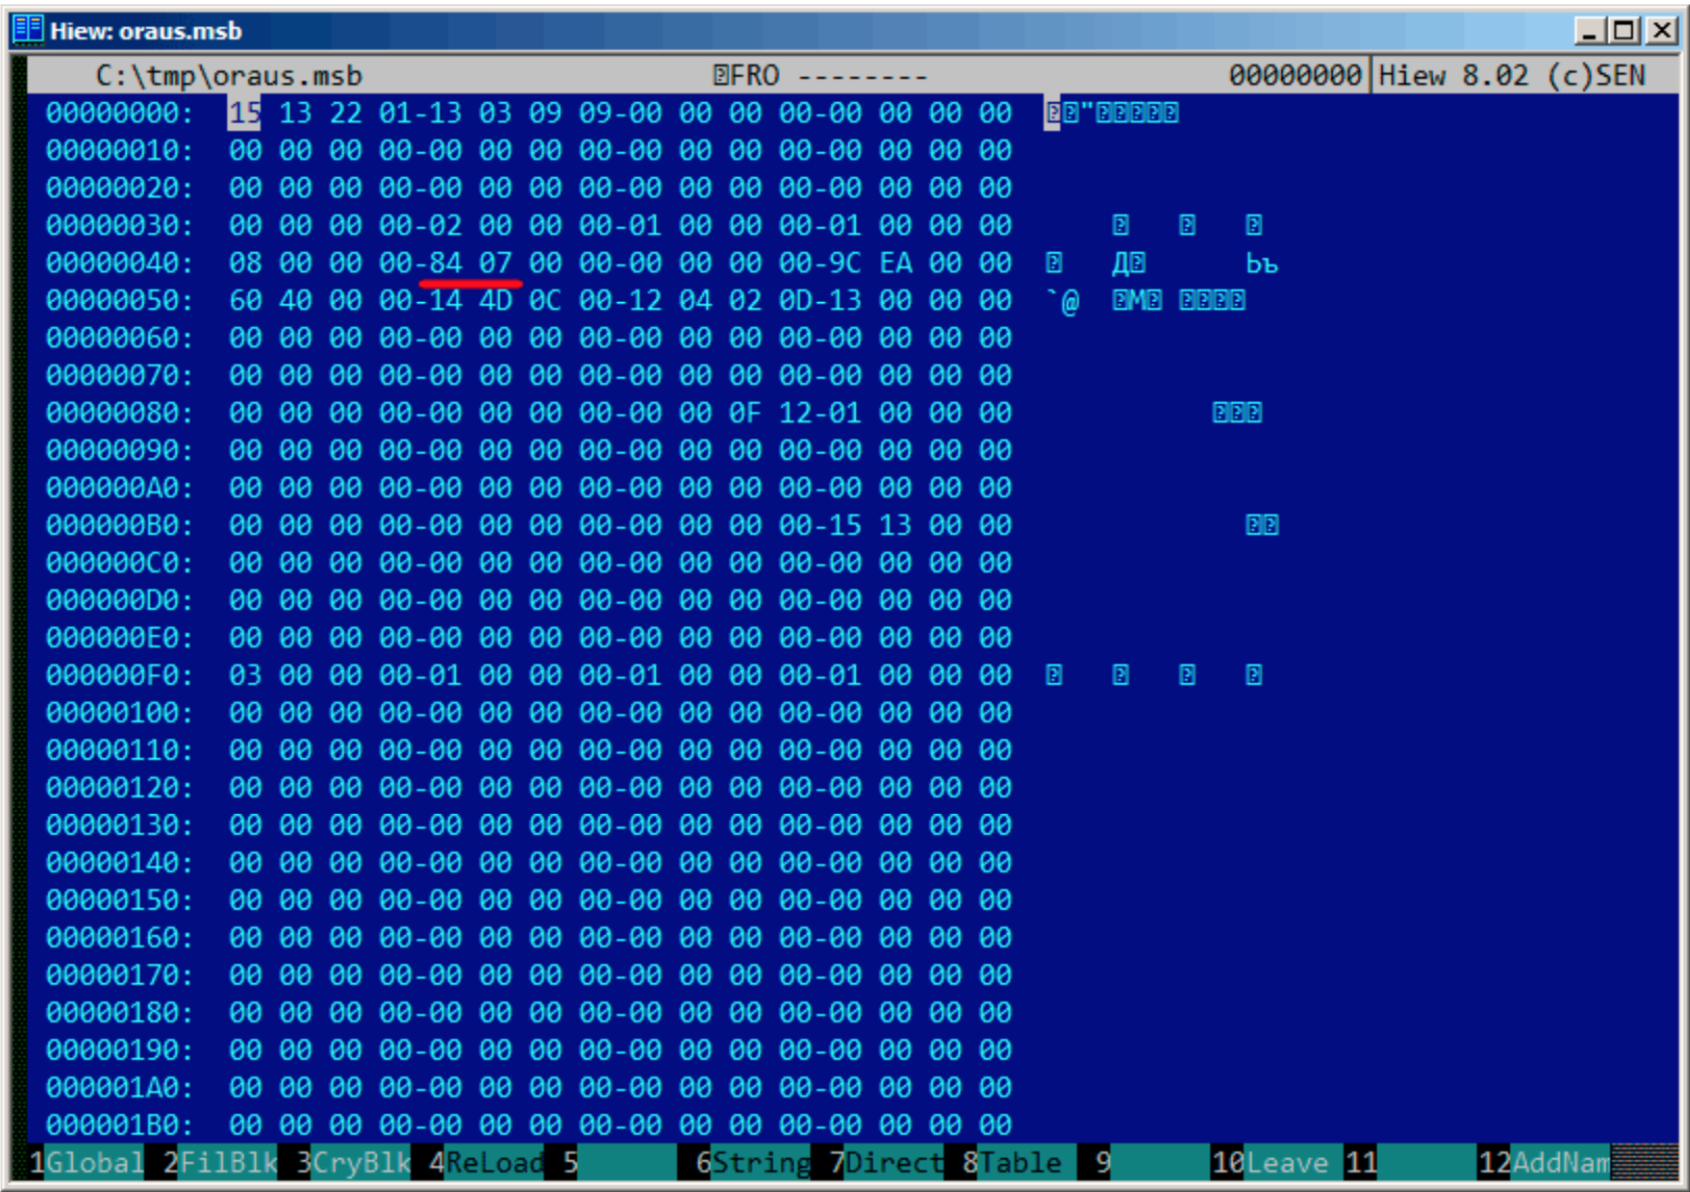 Hiew: oraus.msb
C:\tmp\oraus.msb FRO -------- 00000000 Hiew 8.02 (c)SEN
00000000: 15 13 22 01-13 03 09 09-00 00 00 00-00 00 00 00 "
00000010: 00 00 00 00-00 00 00 00-00 00 00 00-00 00 00 00
00000020: 00 00 00 00-00 00 00 00-00 00 00 00-00 00 00 00
00000030: 00 00 00 00-02 00 00 00-01 00 00 00-01 00 00 00
00000040: 08 00 00 00-84 07 00 00-00 00 00 00-9C EA 00 00 Д Ьъ
00000050: 60 40 00 00-14 4D 0C 00-12 04 02 0D-13 00 00 00 `@ M
00000060: 00 00 00 00-00 00 00 00-00 00 00 00-00 00 00 00
00000070: 00 00 00 00-00 00 00 00-00 00 00 00-00 00 00 00
00000080: 00 00 00 00-00 00 00 00-00 00 0F 12-01 00 00 00
00000090: 00 00 00 00-00 00 00 00-00 00 00 00-00 00 00 00
000000A0: 00 00 00 00-00 00 00 00-00 00 00 00-00 00 00 00
000000B0: 00 00 00 00-00 00 00 00-00 00 00 00-15 13 00 00
000000C0: 00 00 00 00-00 00 00 00-00 00 00 00-00 00 00 00
000000D0: 00 00 00 00-00 00 00 00-00 00 00 00-00 00 00 00
000000E0: 00 00 00 00-00 00 00 00-00 00 00 00-00 00 00 00
000000F0: 03 00 00 00-01 00 00 00-01 00 00 00-01 00 00 00
00000100: 00 00 00 00-00 00 00 00-00 00 00 00-00 00 00 00
00000110: 00 00 00 00-00 00 00 00-00 00 00 00-00 00 00 00
00000120: 00 00 00 00-00 00 00 00-00 00 00 00-00 00 00 00
00000130: 00 00 00 00-00 00 00 00-00 00 00 00-00 00 00 00
00000140: 00 00 00 00-00 00 00 00-00 00 00 00-00 00 00 00
00000150: 00 00 00 00-00 00 00 00-00 00 00 00-00 00 00 00
00000160: 00 00 00 00-00 00 00 00-00 00 00 00-00 00 00 00
00000170: 00 00 00 00-00 00 00 00-00 00 00 00-00 00 00 00
00000180: 00 00 00 00-00 00 00 00-00 00 00 00-00 00 00 00
00000190: 00 00 00 00-00 00 00 00-00 00 00 00-00 00 00 00
000001A0: 00 00 00 00-00 00 00 00-00 00 00 00-00 00 00 00
000001B0: 00 00 00 00-00 00 00 00-00 00 00 00-00 00 00 00
1Global 2FilBlk 3CryBlk 4ReLoad 5 6String 7Direct 8Table 9 10Leave 11 12AddNam